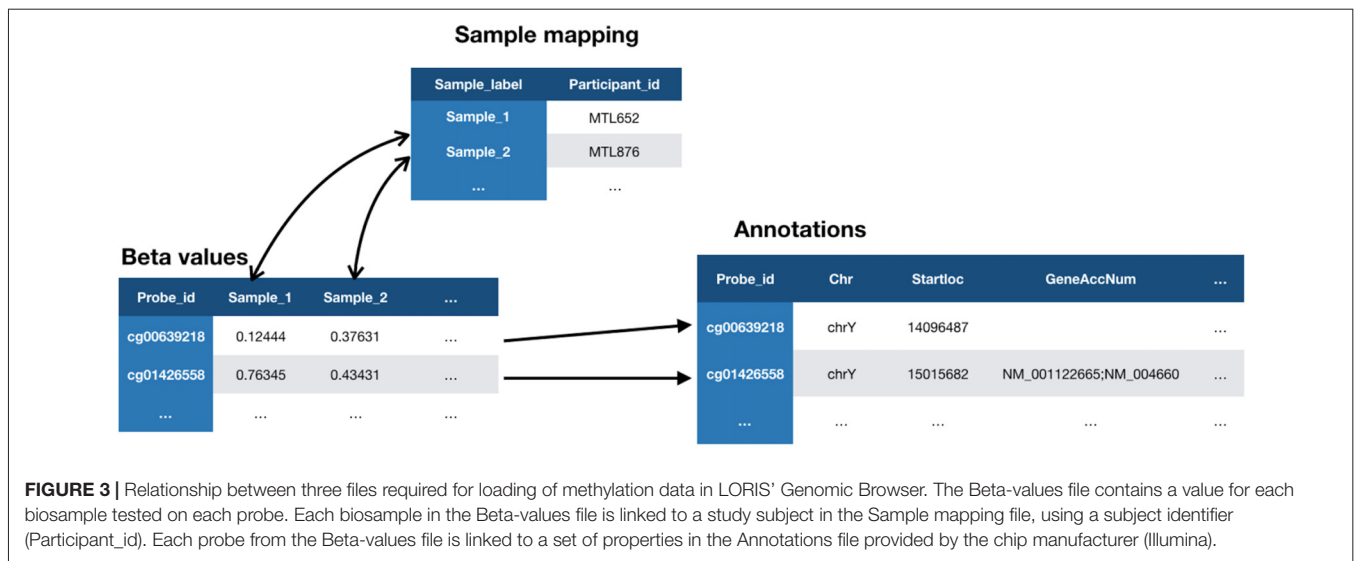 Sample mapping
Sample_label Participant_id
Sample_1 MTL652
Sample_2 MTL876
... ...
Beta values
Probe_id Sample_1 Sample_2 ...
cg00639218 0.12444 0.37631 ...
cg01426558 0.76345 0.43431 ...
... ... ... ...
Annotations
Probe_id Chr Startloc GeneAccNum ...
cg00639218 chrY 14096487 ...
cg01426558 chrY 15015682 NM_001122665;NM_004660 ...
... ... ... ... ...
FIGURE 3 | Relationship between three files required for loading of methylation data in LORIS' Genomic Browser. The Beta-values file contains a value for each
biosample tested on each probe. Each biosample in the Beta-values file is linked to a study subject in the Sample mapping file, using a subject identifier
(Participant_id). Each probe from the Beta-values file is linked to a set of properties in the Annotations file provided by the chip manufacturer (Illumina).